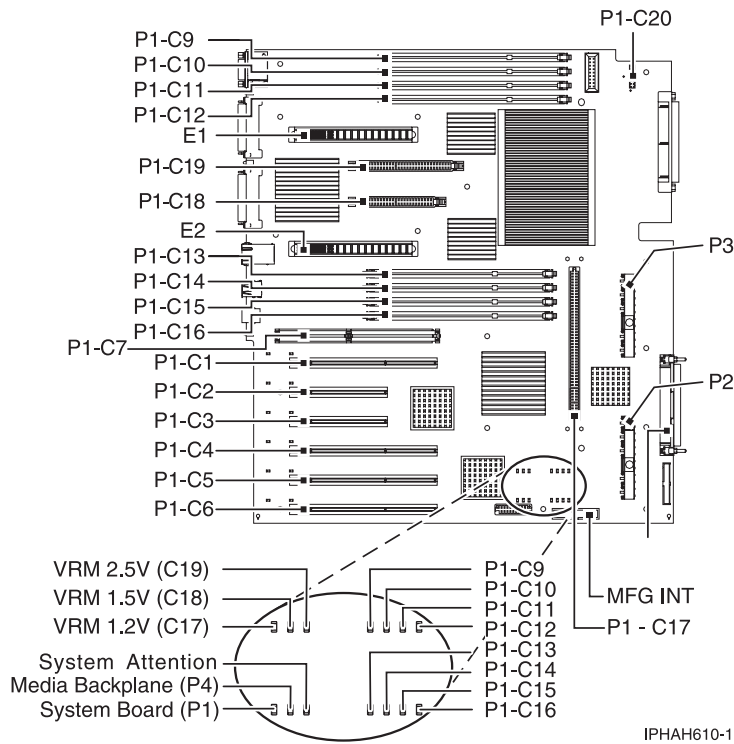 P1-C20
P1-C9
P1-C10
P1-C11
P1-C12
E1
P1-C19
P1-C18
E2
P1-C13
P1-C14
P1-C15
P1-C16
P1-C7
P1-C1
P1-C2
P1-C3
P1-C4
P1-C5
P1-C6
P3
P2
MFG INT
P1 - C17
VRM 2.5V (C19)
VRM 1.5V (C18)
VRM 1.2V (C17)
System Attention
Media Backplane (P4)
System Board (P1)
P1-C9
P1-C10
P1-C11
P1-C12
P1-C13
P1-C14
P1-C15
P1-C16
IPHAH610-1